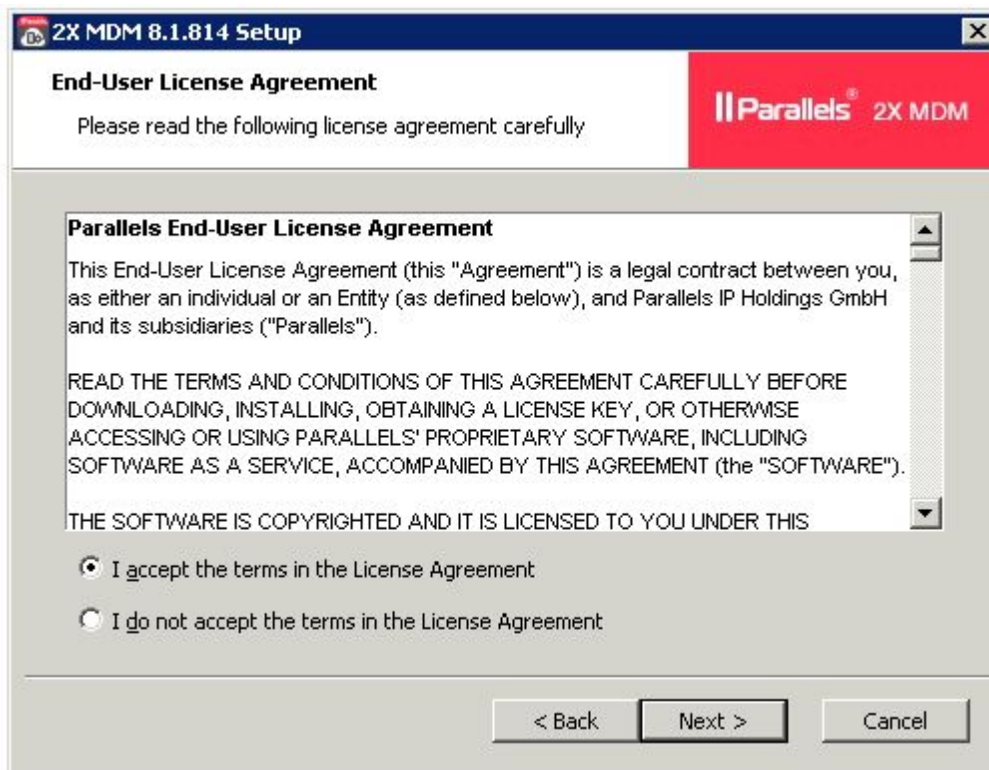 2X MDM 8.1.814 Setup
End-User License Agreement
Please read the following license agreement carefully
Parallels® 2X MDM
Parallels End-User License Agreement
This End-User License Agreement (this "Agreement") is a legal contract between you,
as either an individual or an Entity (as defined below), and Parallels IP Holdings GmbH
and its subsidiaries ("Parallels").
READ THE TERMS AND CONDITIONS OF THIS AGREEMENT CAREFULLY BEFORE
DOWNLOADING, INSTALLING, OBTAINING A LICENSE KEY, OR OTHERWISE
ACCESSING OR USING PARALLELS' PROPRIETARY SOFTWARE, INCLUDING
SOFTWARE AS A SERVICE, ACCOMPANIED BY THIS AGREEMENT (the "SOFTWARE").
THE SOFTWARE IS COPYRIGHTED AND IT IS LICENSED TO YOU UNDER THIS
I accept the terms in the License Agreement
I do not accept the terms in the License Agreement
< Back Next > Cancel